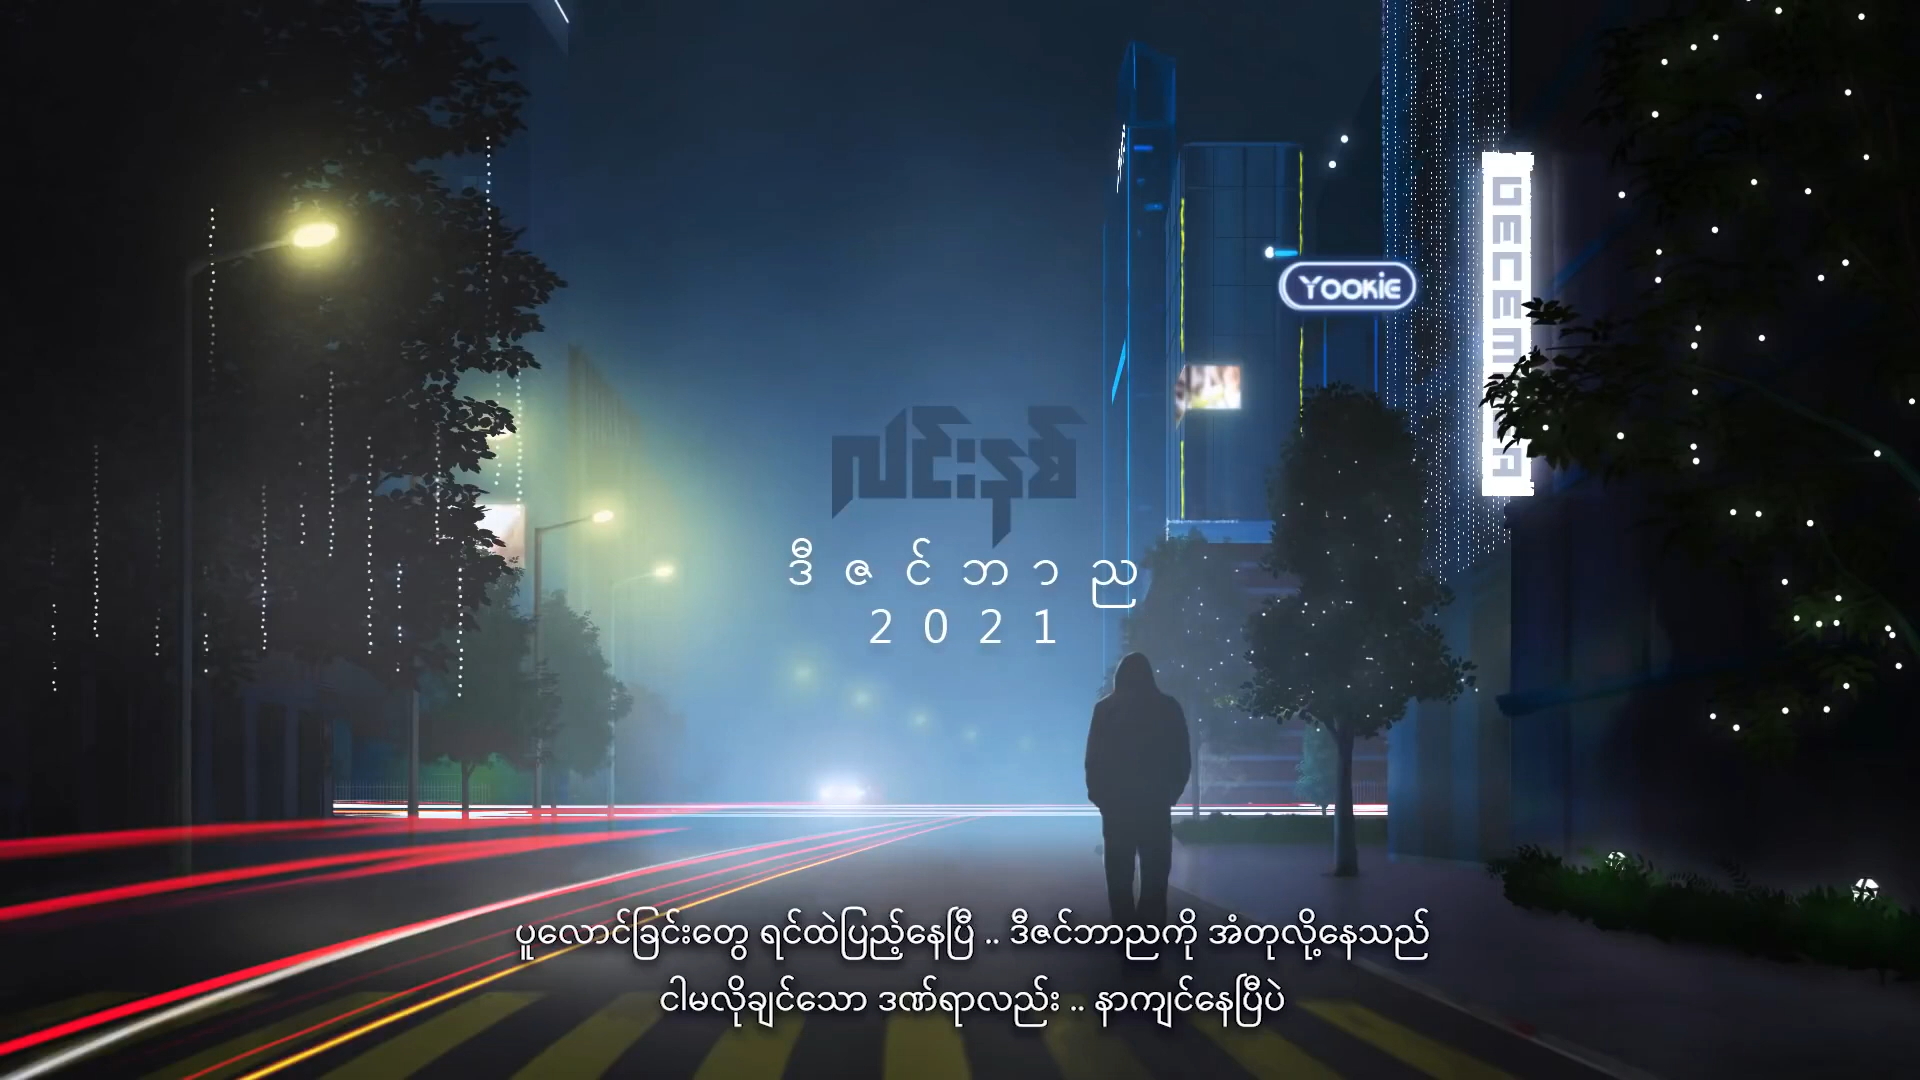 YOOKiE
လင်းနစ်
ဒီဇင်ဘာည
2021
ပူလောင်ခြင်းတွေ ရင်ထဲပြည့်နေပြီ .. ဒီဇင်ဘာညကို အံတုလို့နေသည်
ငါမလိုချင်သော ဒဏ်ရာလည်း .. နာကျင်နေပြီပဲ